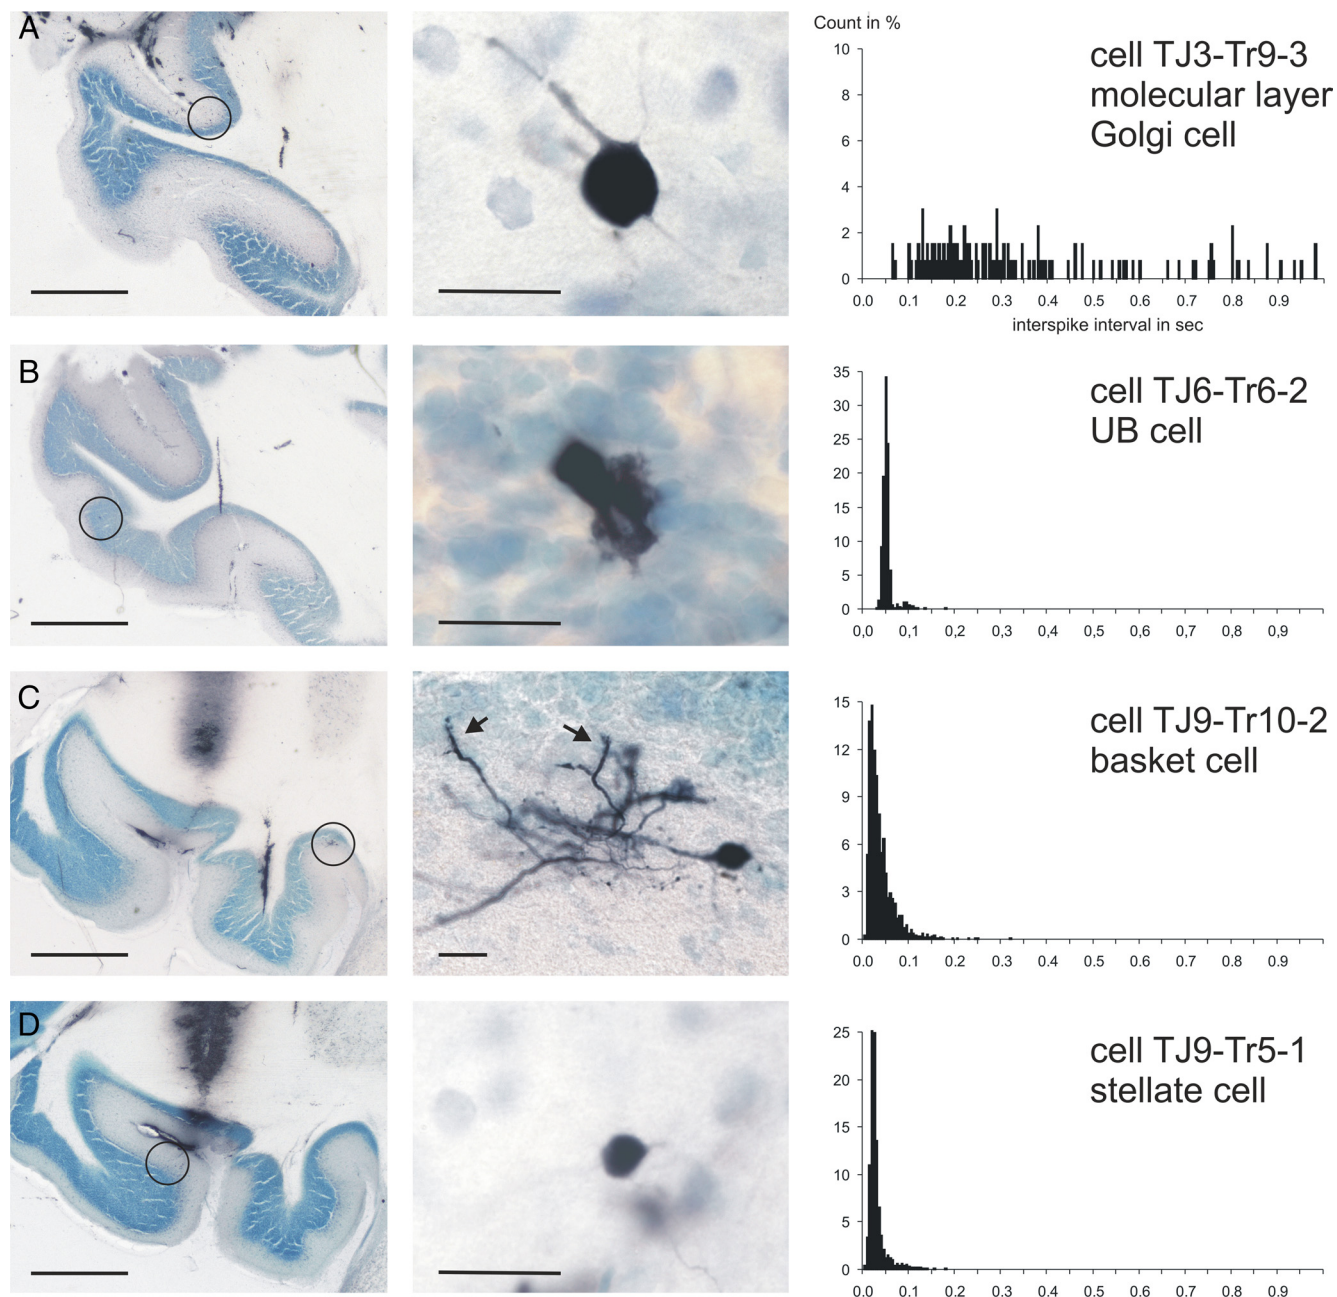 A
Count in %
cell TJ3-Tr9-3
molecular layer
Golgi cell
10
8
6
4
2
0
0.0 0.1 0.2 0.3 0.4 0.5 0.6 0.7 0.8 0.9
interspike interval in sec
B
cell TJ6-Tr6-2
UB cell
35
30
25
20
15
10
5
0
0,0 0,1 0,2 0,3 0,4 0,5 0,6 0,7 0,8 0,9
C
cell TJ9-Tr10-2
basket cell
15
12
9
6
3
0
0.0 0.1 0.2 0.3 0.4 0.5 0.6 0.7 0.8 0.9
D
cell TJ9-Tr5-1
stellate cell
25
20
15
10
5
0
0.0 0.1 0.2 0.3 0.4 0.5 0.6 0.7 0.8 0.9